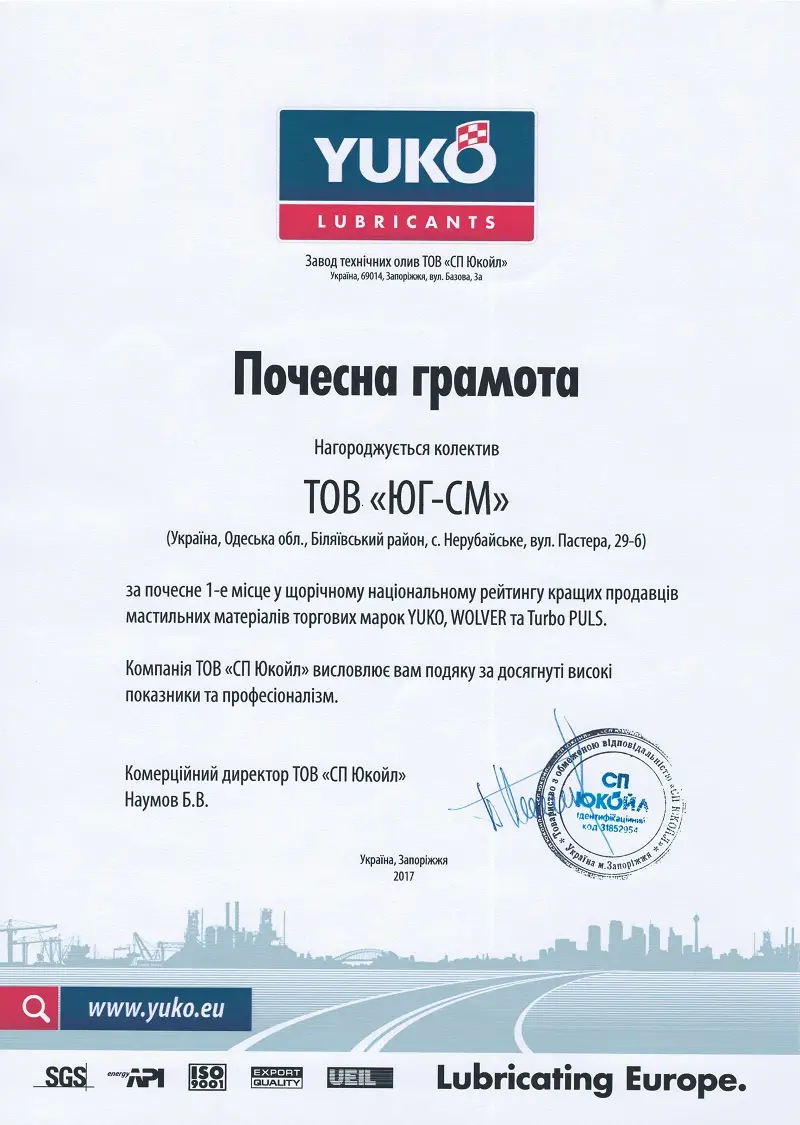 YUKO
LUBRICANTS
Завод технічних олив ТОВ «СП Юкойл»
Україна, 69014, Запоріжжя, вул. Базова, 3а
Почесна грамота
Нагороджується колектив
ТОВ «ЮГ-СМ»
(Україна, Одеська обл., Біляївський район, с. Нерубайське, вул. Пастера, 29-б)
за почесне 1-е місце у щорічному національному рейтингу кращих продавців
мастильних матеріалів торгових марок YUKO, WOLVER та Turbo PULS.
Компанія ТОВ «СП Юкойл» висловлює вам подяку за досягнуті високі
показники та професіоналізм.
Комерційний директор ТОВ «СП Юкойл»
Наумов Б.В.
Товариство з обмеженою відповідальністю «СП ЮКОЙЛ»
СП
ЮКОЙЛ
Ідентифікаційний
код 31852954
* Україна м.Запоріжжя *
Україна, Запоріжжя
2017
www.yuko.eu
SGS
energy API
ISO
9001
EXPORT
QUALITY
UEIL
Lubricating Europe.